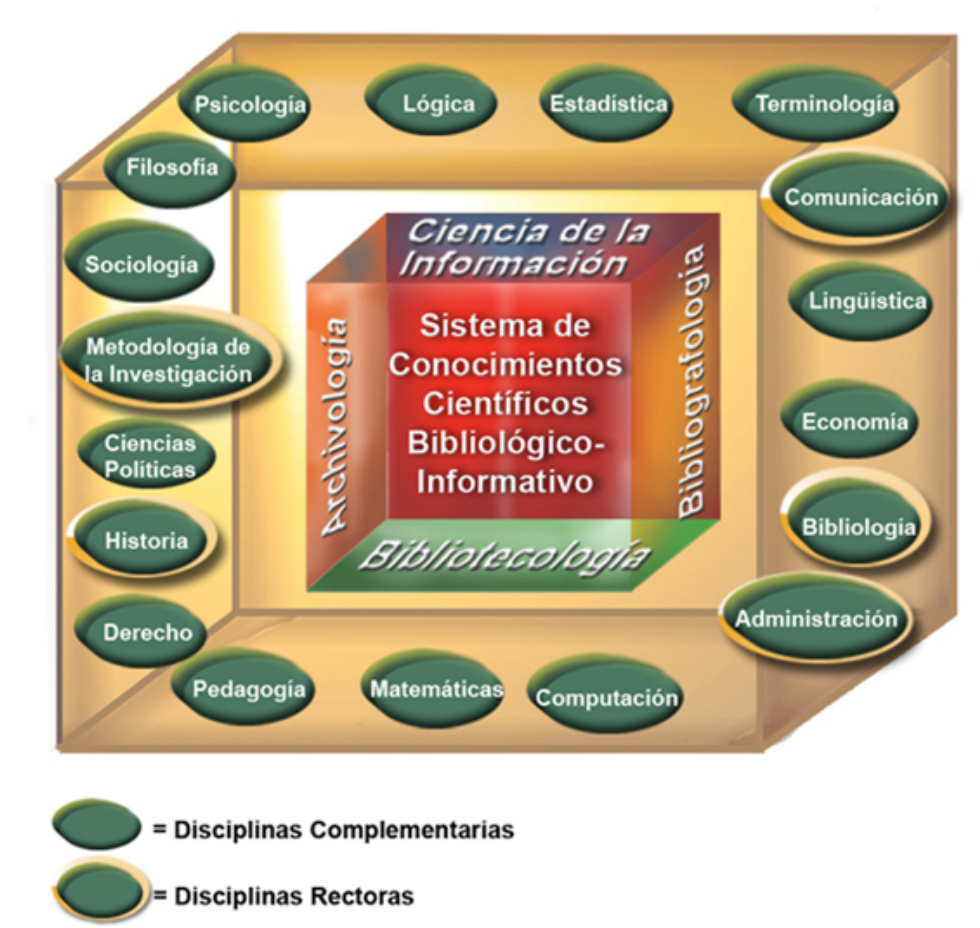 Psicología
Lógica
Estadística
Terminología
Filosofía
Comunicación
Sociología
Lingüística
Metodología de
la Investigación
Economía
Ciencias
Políticas
Bibliología
Historia
Administración
Derecho
Pedagogía
Matemáticas
Computación
Ciencia de la
Información
Archivología
Sistema de
Conocimientos
Científicos
Bibliológico-
Informativo
Bibliografología
Bibliotecología
= Disciplinas Complementarias
= Disciplinas Rectoras